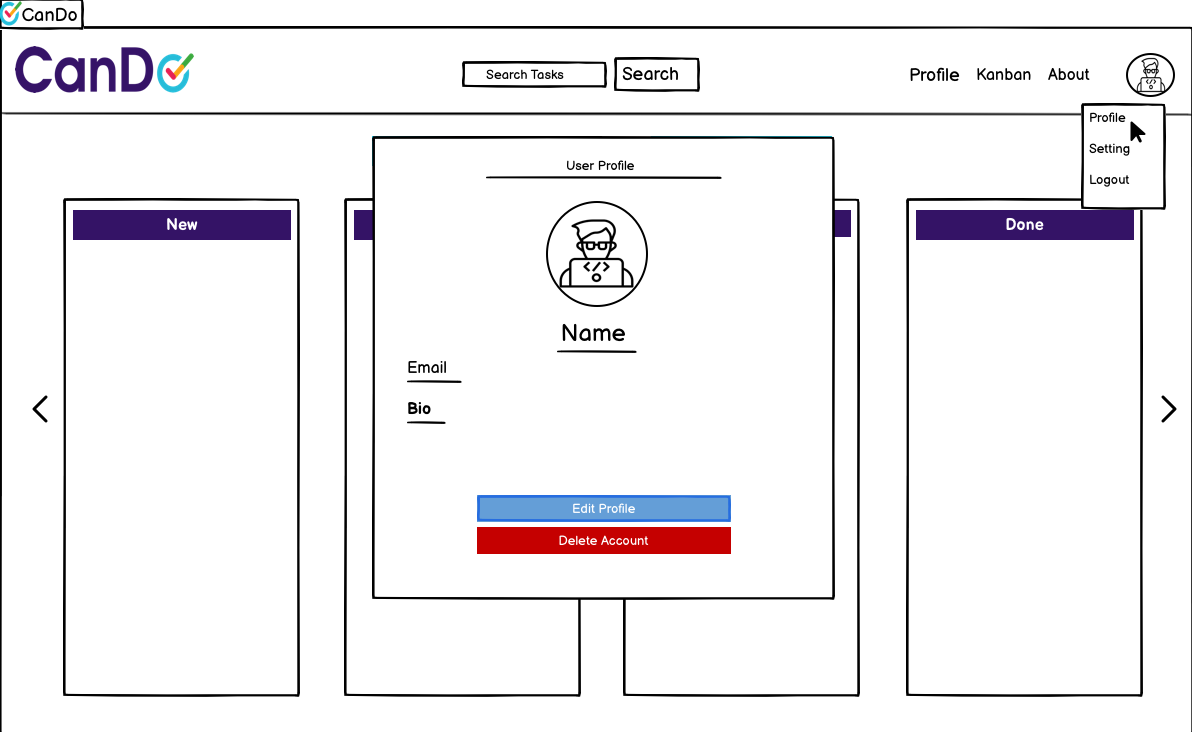 CanDo
CanDo
Search Tasks
Search
Profile
Kanban
About
Profile
Setting
Logout
User Profile
New
Done
Name
Email
Bio
Edit Profile
Delete Account